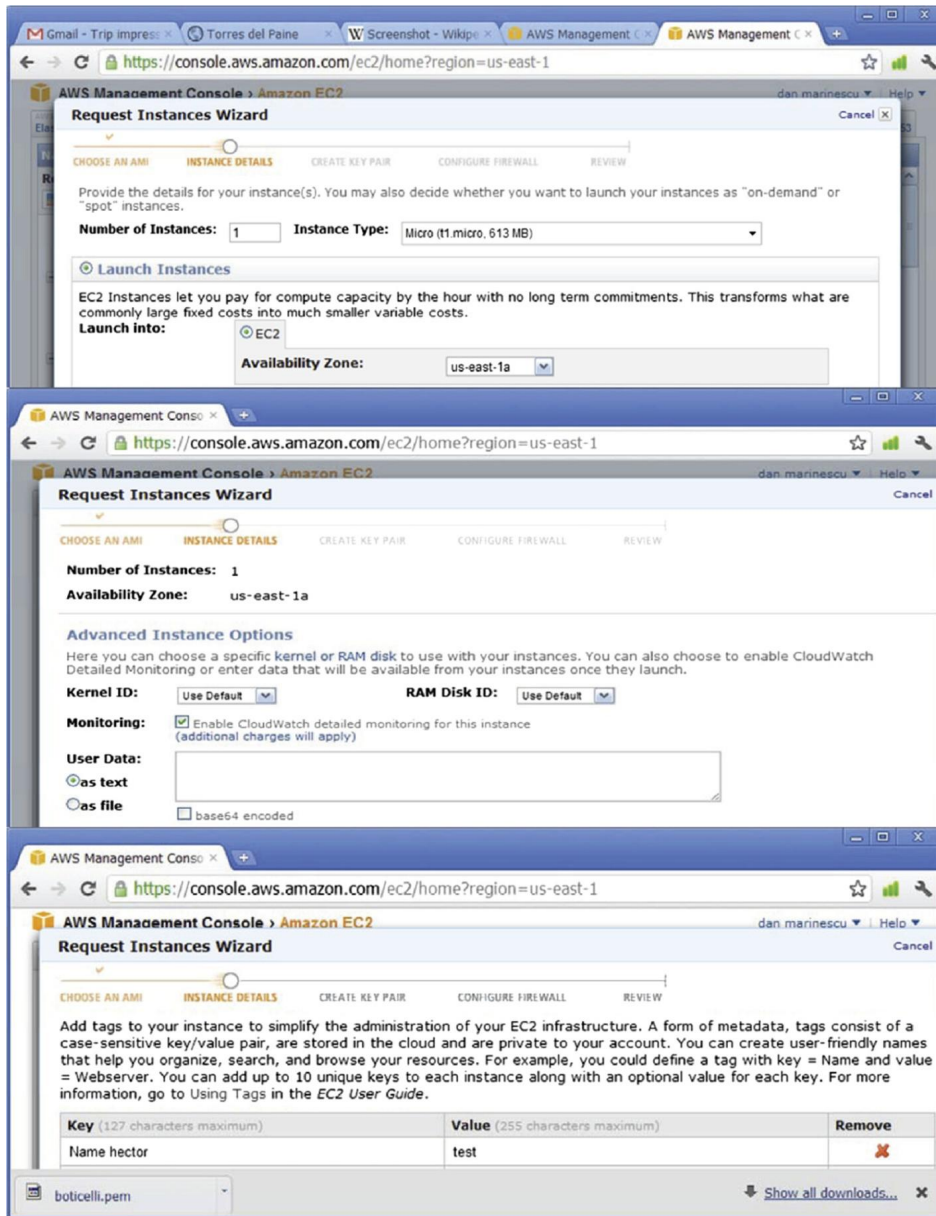 Gmail - Trip impress Torres del Paine W Screenshot - Wikipe AWS Management C AWS Management C
https://console.aws.amazon.com/ec2/home?region=us-east-1
AWS Management Console › Amazon EC2 dan marinescu Help
Request Instances Wizard Cancel
CHOOSE AN AMI INSTANCE DETAILS CREATE KEY PAIR CONFIGURE FIREWALL REVIEW
Provide the details for your instance(s). You may also decide whether you want to launch your instances as "on-demand" or
"spot" instances.
Number of Instances: 1 Instance Type: Micro (t1.micro, 613 MB)
Launch Instances
EC2 Instances let you pay for compute capacity by the hour with no long term commitments. This transforms what are
commonly large fixed costs into much smaller variable costs.
Launch into: EC2
Availability Zone: us-east-1a
AWS Management Conso
https://console.aws.amazon.com/ec2/home?region=us-east-1
AWS Management Console › Amazon EC2 dan marinescu Help
Request Instances Wizard Cancel
CHOOSE AN AMI INSTANCE DETAILS CREATE KEY PAIR CONFIGURE FIREWALL REVIEW
Number of Instances: 1
Availability Zone: us-east-1a
Advanced Instance Options
Here you can choose a specific kernel or RAM disk to use with your instances. You can also choose to enable CloudWatch
Detailed Monitoring or enter data that will be available from your instances once they launch.
Kernel ID: Use Default RAM Disk ID: Use Default
Monitoring: Enable CloudWatch detailed monitoring for this instance
(additional charges will apply)
User Data:
as text
as file
base64 encoded
AWS Management Conso
https://console.aws.amazon.com/ec2/home?region=us-east-1
AWS Management Console › Amazon EC2 dan marinescu Help
Request Instances Wizard Cancel
CHOOSE AN AMI INSTANCE DETAILS CREATE KEY PAIR CONFIGURE FIREWALL REVIEW
Add tags to your instance to simplify the administration of your EC2 infrastructure. A form of metadata, tags consist of a
case-sensitive key/value pair, are stored in the cloud and are private to your account. You can create user-friendly names
that help you organize, search, and browse your resources. For example, you could define a tag with key = Name and value
= Webserver. You can add up to 10 unique keys to each instance along with an optional value for each key. For more
information, go to Using Tags in the EC2 User Guide.
Key (127 characters maximum) Value (255 characters maximum) Remove
Name hector test
boticelli.pem Show all downloads...